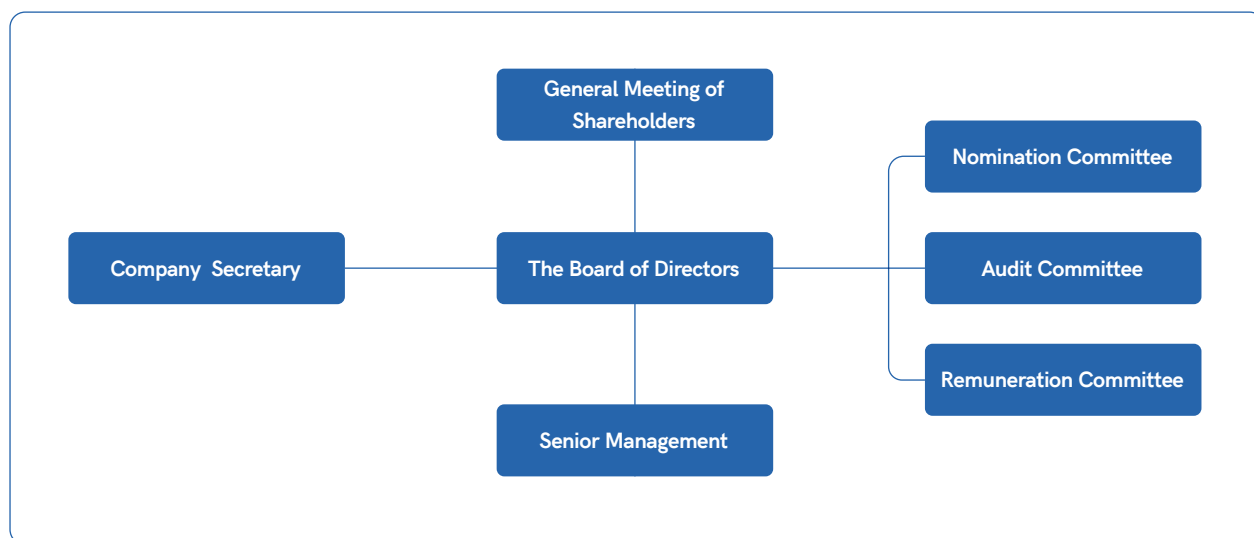 General Meeting of
Shareholders
Nomination Committee
Company  Secretary
The Board of Directors
Audit Committee
Remuneration Committee
Senior Management